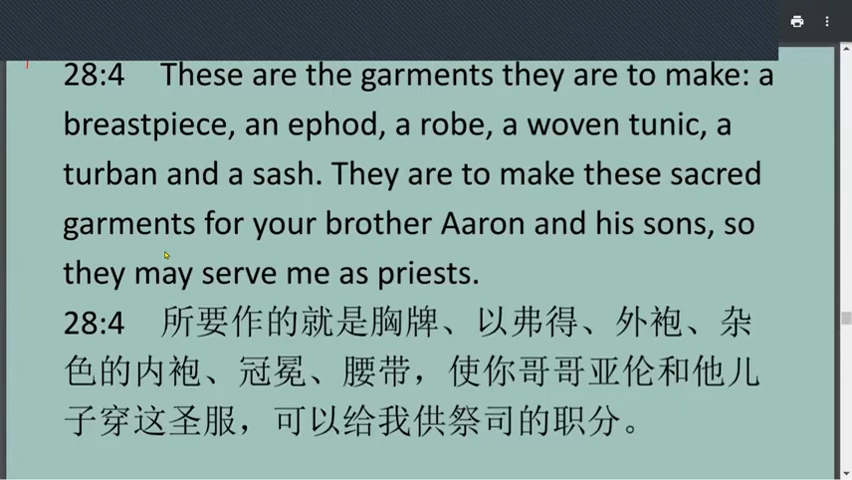 28:4 These are the garments they are to make: a
breastpiece, an ephod, a robe, a woven tunic, a
turban and a sash. They are to make these sacred
garments for your brother Aaron and his sons, so
they may serve me as priests.
28:4 所要作的就是胸牌、以弗得、外袍、杂
色的内袍、冠冕、腰带，使你哥哥亚伦和他儿
子穿这圣服，可以给我供祭司的职分。